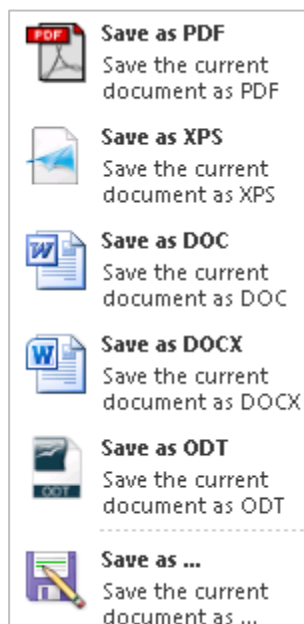 PDF
Save as PDF
Save the current
document as PDF
Save as XPS
Save the current
document as XPS
W
Save as DOC
Save the current
document as DOC
W
Save as DOCX
Save the current
document as DOCX
ODT
Save as ODT
Save the current
document as ODT
Save as ...
Save the current
document as ...